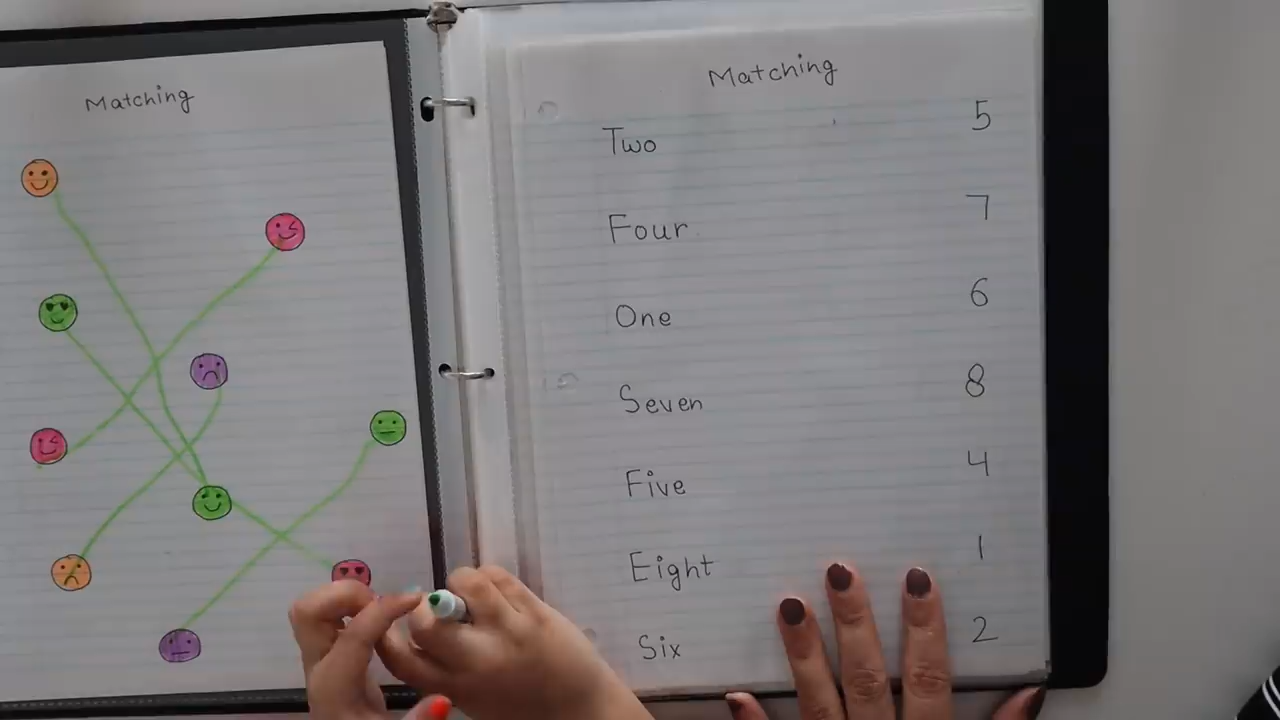 Matching
Matching
Two 5
Four 7
One 6
Seven 8
Five 4
Eight 1
Six 2